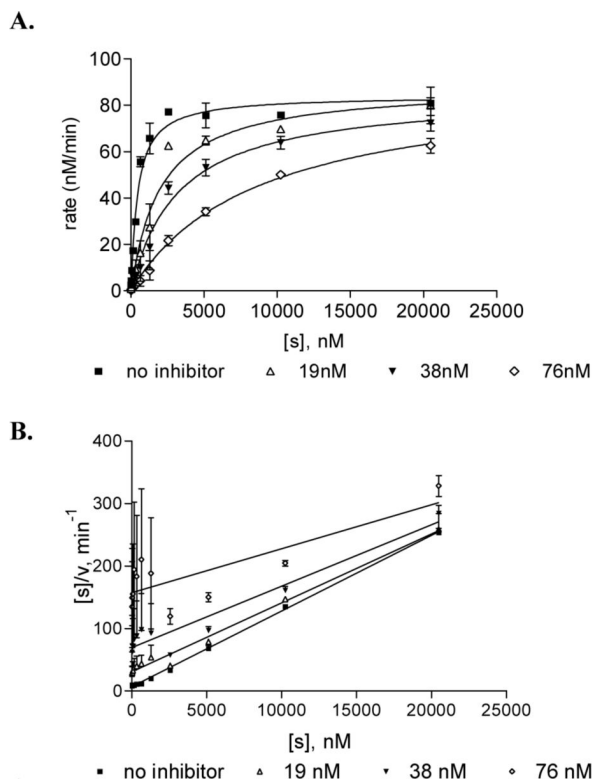 A.
100
80
60
40
20
0
rate (nM/min)
0 5000 10000 15000 20000 25000
[s], nM
no inhibitor 19nM 38nM 76nM
B.
400
300
200
100
0
[s]/v, min-1
0 5000 10000 15000 20000 25000
[s], nM
no inhibitor 19 nM 38 nM 76 nM